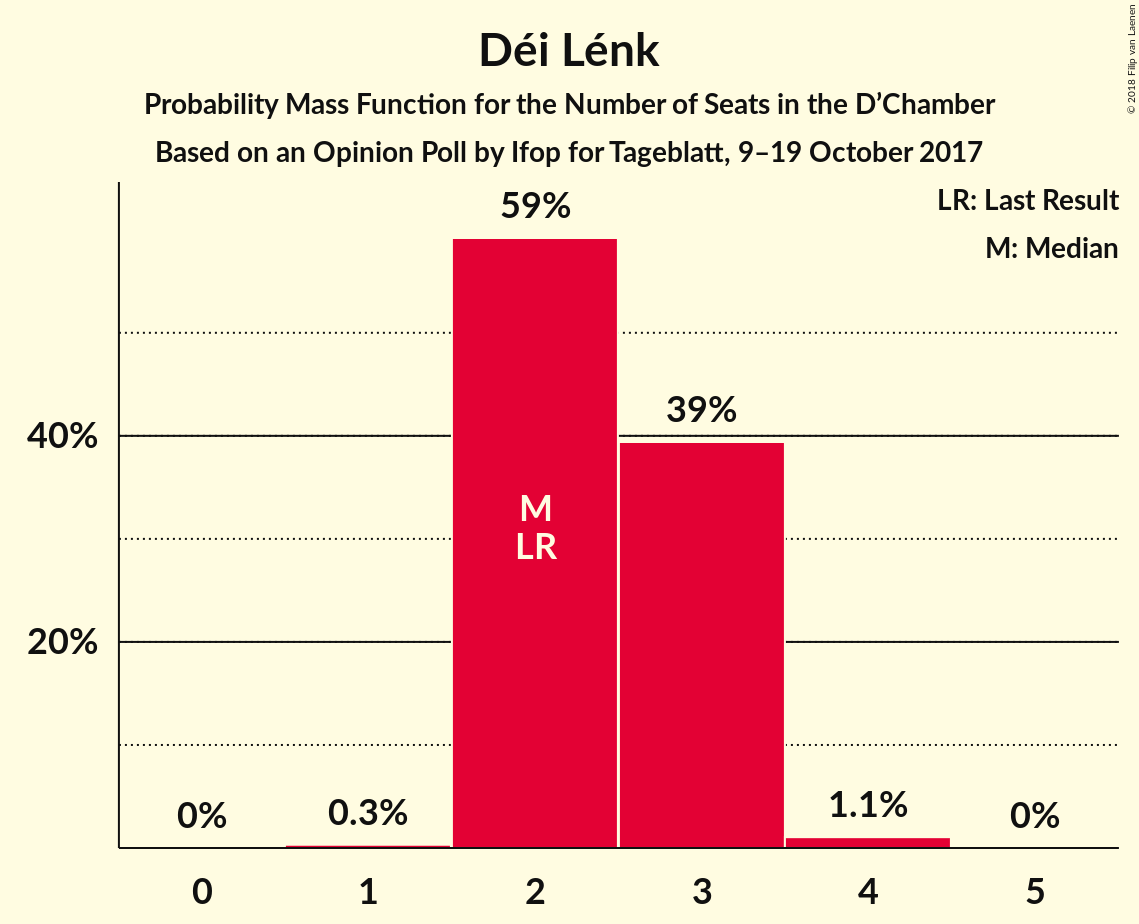 Déi Lénk
Probability Mass Function for the Number of Seats in the D’Chamber
Based on an Opinion Poll by Ifop for Tageblatt, 9–19 October 2017
© 2018 Filip van Laenen
LR: Last Result
M: Median
59%
39%
40%
M
LR
20%
0%
0.3%
1.1%
0%
0
1
2
3
4
5